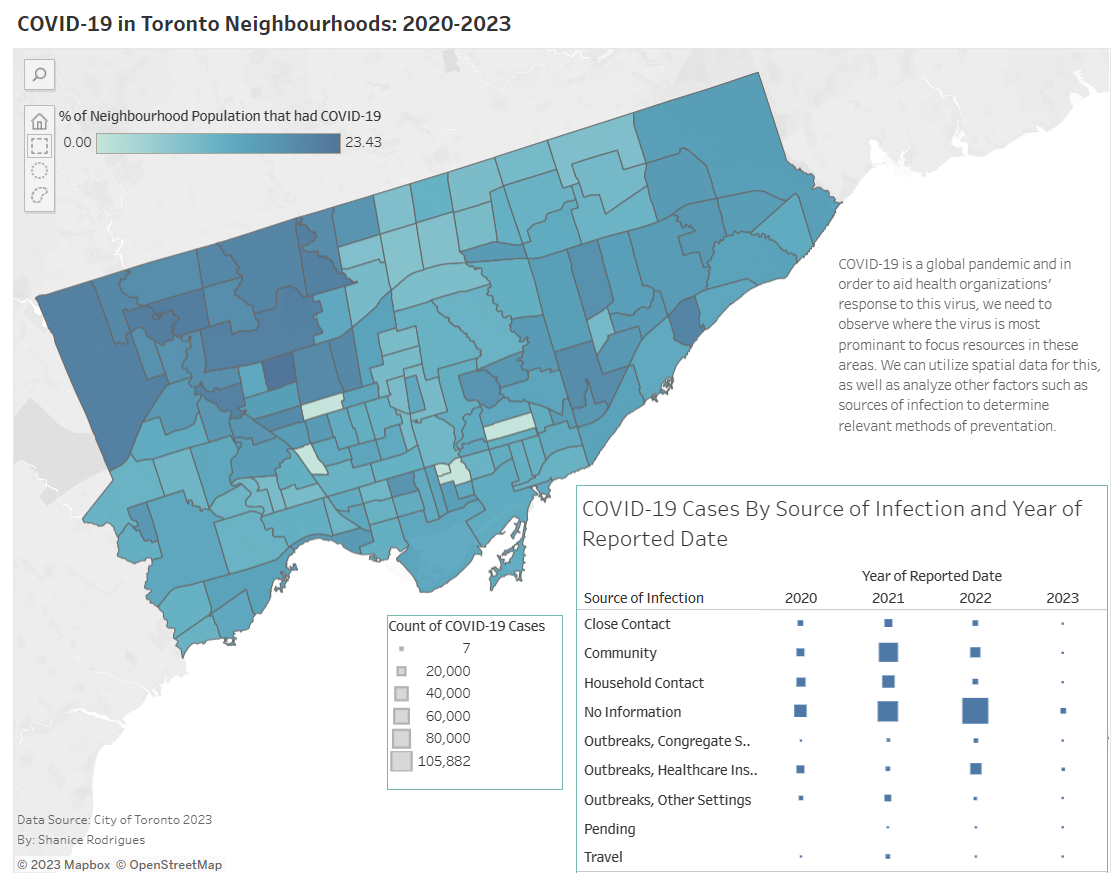 COVID-19 in Toronto Neighbourhoods: 2020-2023
% of Neighbourhood Population that had COVID-19
0.00 23.43
COVID-19 is a global pandemic and in
order to aid health organizations'
response to this virus, we need to
observe where the virus is most
prominant to focus resources in these
areas. We can utilize spatial data for this,
as well as analyze other factors such as
sources of infection to determine
relevant methods of preventation.
COVID-19 Cases By Source of Infection and Year of
Reported Date
Year of Reported Date
Source of Infection 2020 2021 2022 2023
Close Contact
Community
Household Contact
No Information
Outbreaks, Congregate S..
Outbreaks, Healthcare Ins..
Outbreaks, Other Settings
Pending
Travel
Count of COVID-19 Cases
7
20,000
40,000
60,000
80,000
105,882
Data Source: City of Toronto 2023
By: Shanice Rodrigues
© 2023 Mapbox © OpenStreetMap